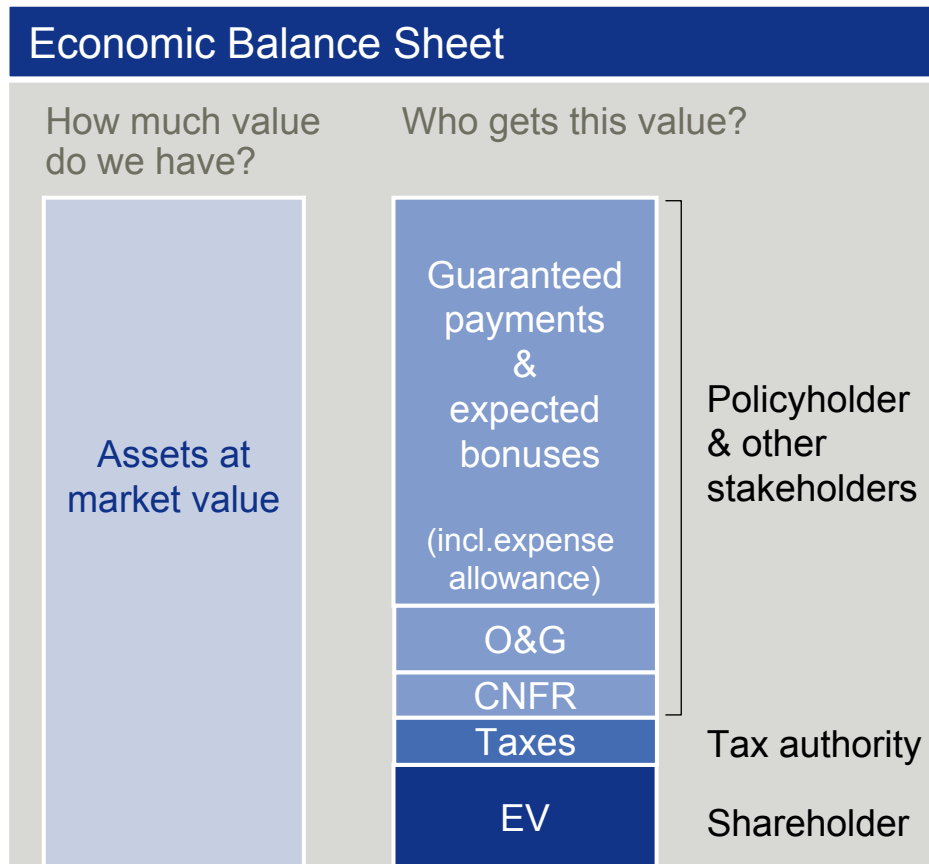 Economic Balance Sheet
How much value
do we have?
Who gets this value?
Assets at
market value
Guaranteed
payments
&
expected
bonuses
(incl.expense
allowance)
O&G
CNFR
Taxes
EV
Policyholder
& other
stakeholders
Tax authority
Shareholder